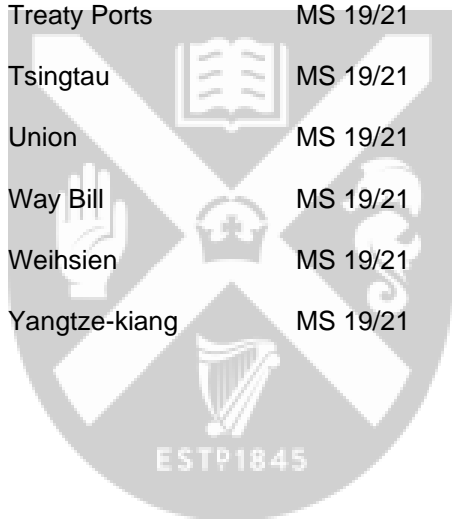 Treaty Ports MS 19/21
Tsingtau MS 19/21
Union MS 19/21
Way Bill MS 19/21
Weihsien MS 19/21
Yangtze-kiang MS 19/21
ESTD 1845